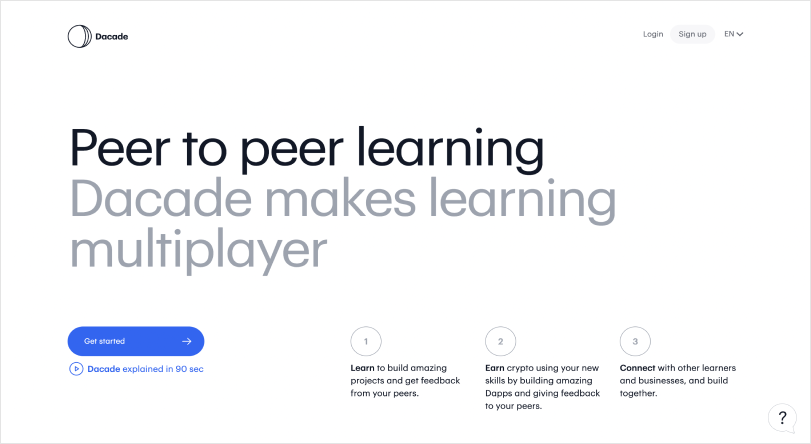 Dacade
Login
Sign up
EN
Peer to peer learning
Dacade makes learning
multiplayer
Get started
Dacade explained in 90 sec
1
Learn to build amazing
projects and get feedback
from your peers.
2
Earn crypto using your new
skills by building amazing
Dapps and giving feedback
to your peers.
3
Connect with other learners
and businesses, and build
together.
?